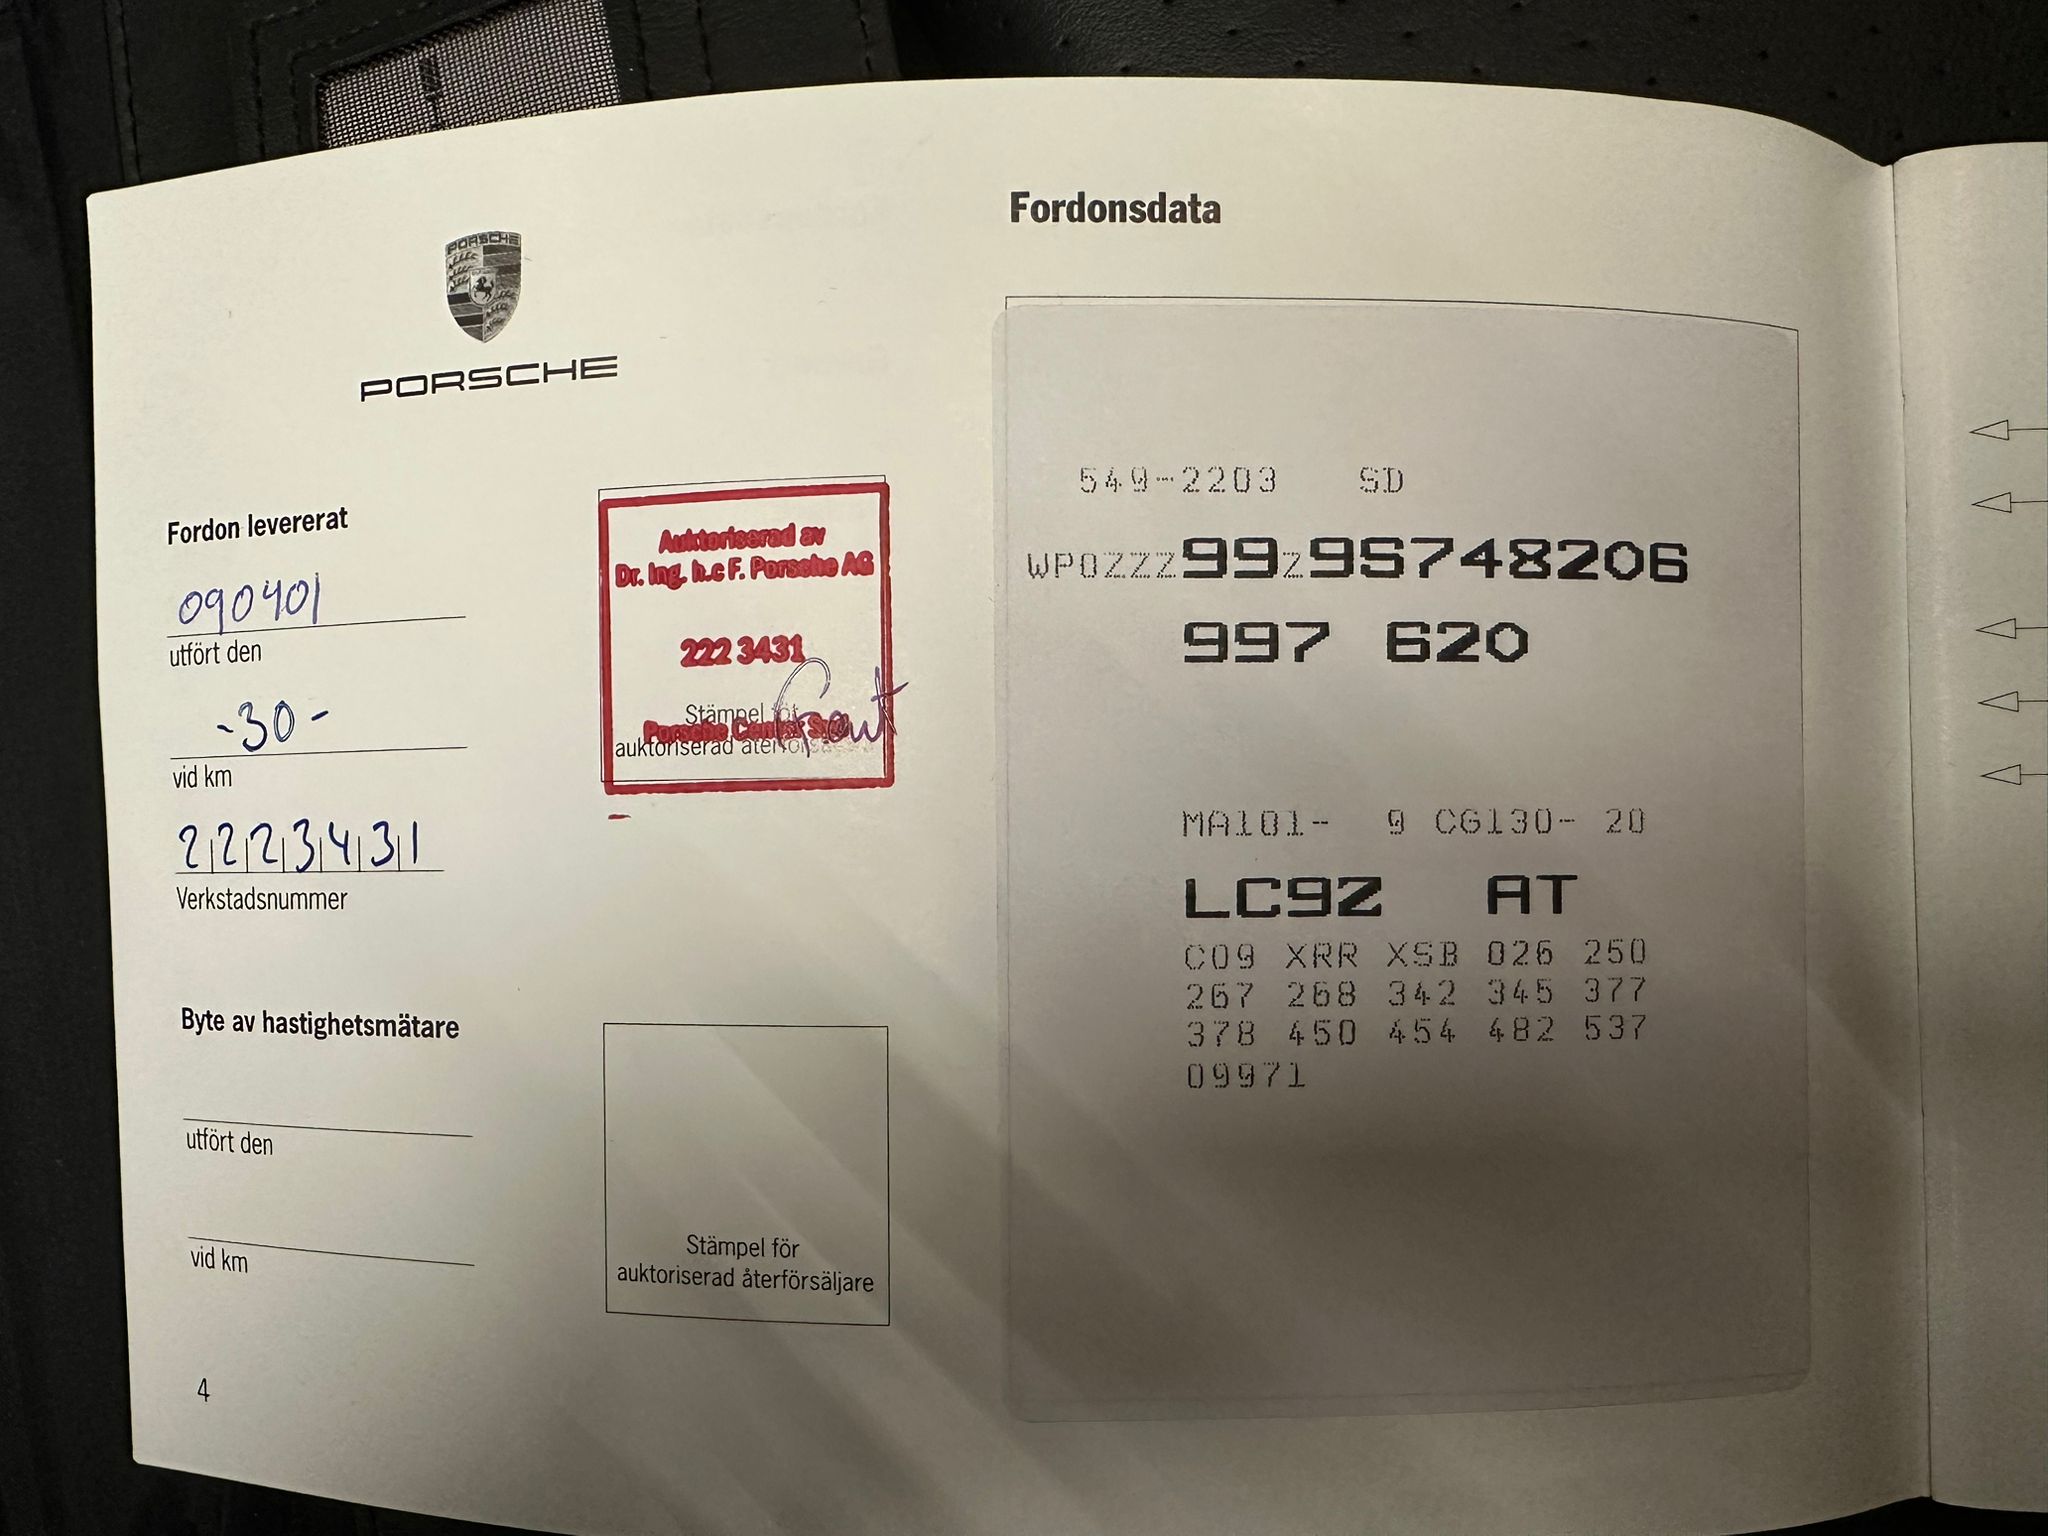 PORSCHE
PORSCHE
Fordon levererat
090401
utfört den
-30-
vid km
2223431
Verkstadsnummer
Auktoriserad av
Dr. Ing. h.c F. Porsche AG
222 3431
Stämpel för
Porsche Center
auktoriserad återförsäljare
Byte av hastighetsmätare
utfört den
vid km
Stämpel för
auktoriserad återförsäljare
4
Fordonsdata
549-2203 SD
WP0ZZZ99Z9S748206
997 620
MA101- 9 CG130- 20
LC9Z AT
C09 XRR XSB 026 250
267 268 342 345 377
378 450 454 482 537
09971